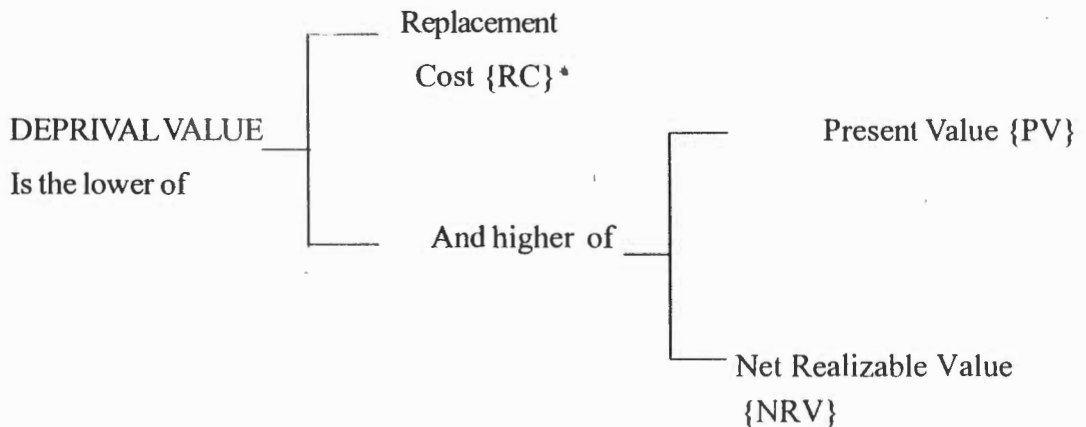 Replacement
Cost {RC}*
DEPRIVAL VALUE
Is the lower of
Present Value {PV}
And higher of
Net Realizable Value
{NRV}